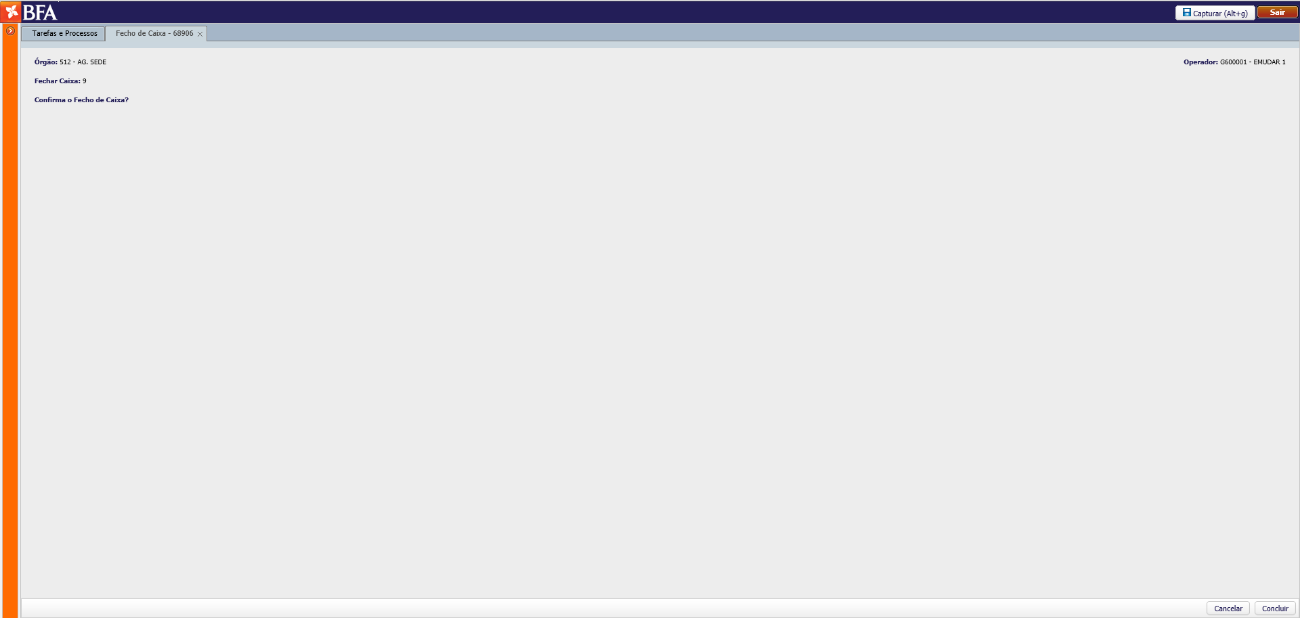 BFA
Capturar (Alt+g)
Sair
Tarefas e Processos
Fecho de Caixa - 68906 ×
Órgão: 512 - AG. SEDE
Operador: G600001 - EMUDAR 1
Fechar Caixa: 9
Confirma o Fecho de Caixa?
Cancelar
Concluir